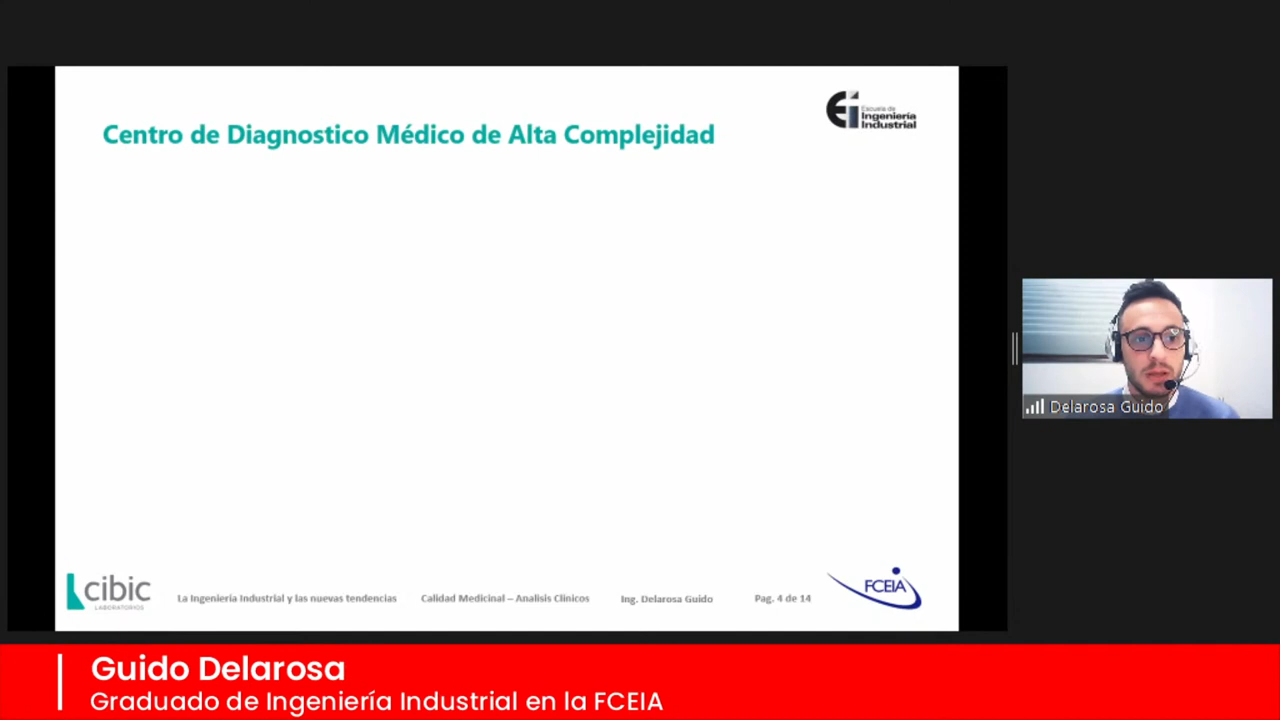 Centro de Diagnostico Médico de Alta Complejidad
Ei
Escuela de
Ingeniería
Industrial
Delarosa Guido
cibic
LABORATORIOS
La Ingenieria Industrial y las nuevas tendencias
Calidad Medicinal – Analisis Clinicos
Ing. Delarosa Guido
Pag. 4 de 14
FCEIA
Guido Delarosa
Graduado de Ingeniería Industrial en la FCEIA